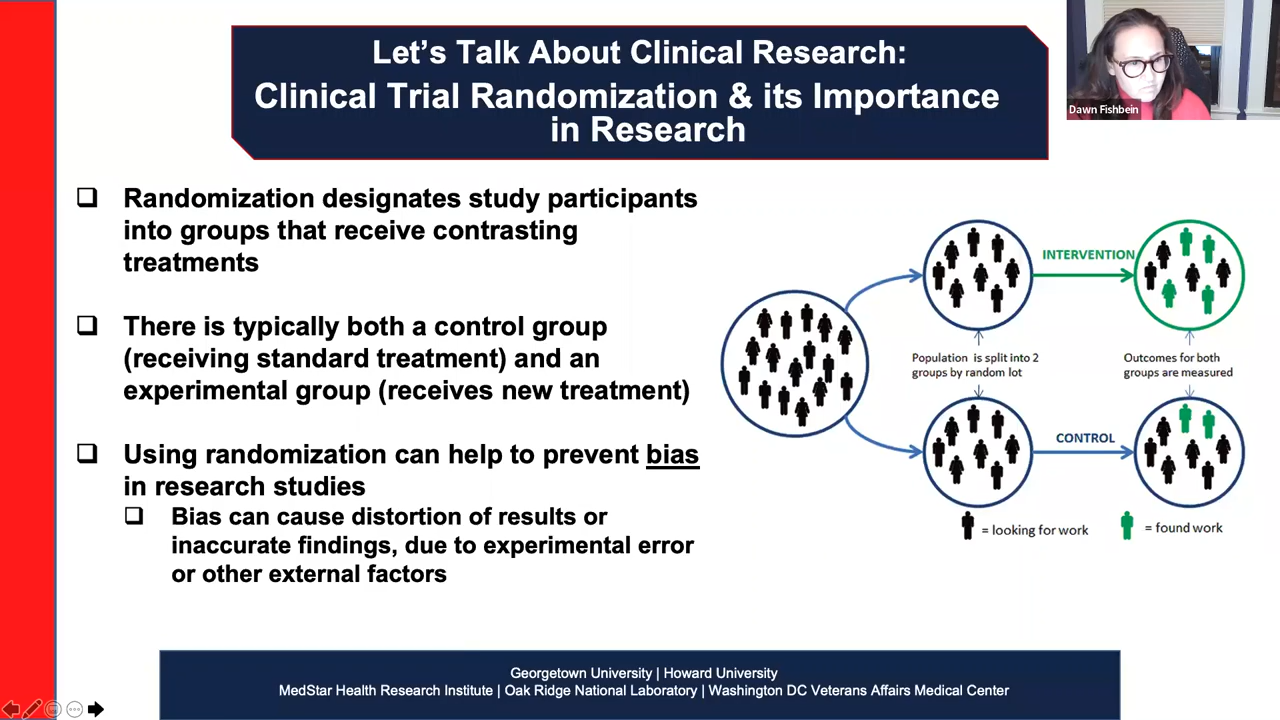 Let's Talk About Clinical Research:
Clinical Trial Randomization & its Importance
in Research
Dawn Fishbein
Randomization designates study participants
into groups that receive contrasting
treatments
There is typically both a control group
(receiving standard treatment) and an
experimental group (receives new treatment)
Using randomization can help to prevent bias
in research studies
Bias can cause distortion of results or
inaccurate findings, due to experimental error
or other external factors
INTERVENTION
Population is split into 2
groups by random lot
Outcomes for both
groups are measured
CONTROL
= looking for work
= found work
Georgetown University | Howard University
MedStar Health Research Institute | Oak Ridge National Laboratory | Washington DC Veterans Affairs Medical Center